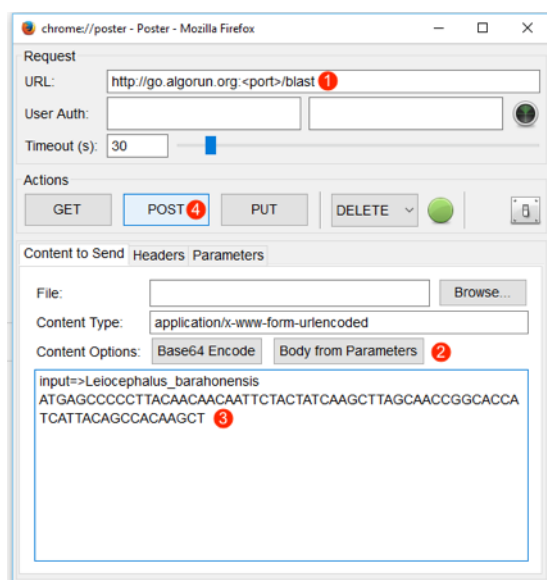 chrome://poster - Poster - Mozilla Firefox
Request
URL: http://go.algorun.org:<port>/blast 1
User Auth:
Timeout (s): 30
Actions
GET POST 4 PUT DELETE
Content to Send Headers Parameters
File: Browse...
Content Type: application/x-www-form-urlencoded
Content Options: Base64 Encode Body from Parameters 2
input=>Leiocephalus_barahonensis
ATGAGCCCCCTTACAACAACAATTCTACTATCAAGCTTAGCAACCGGCACCA
TCATTACAGCCACAAGCT 3